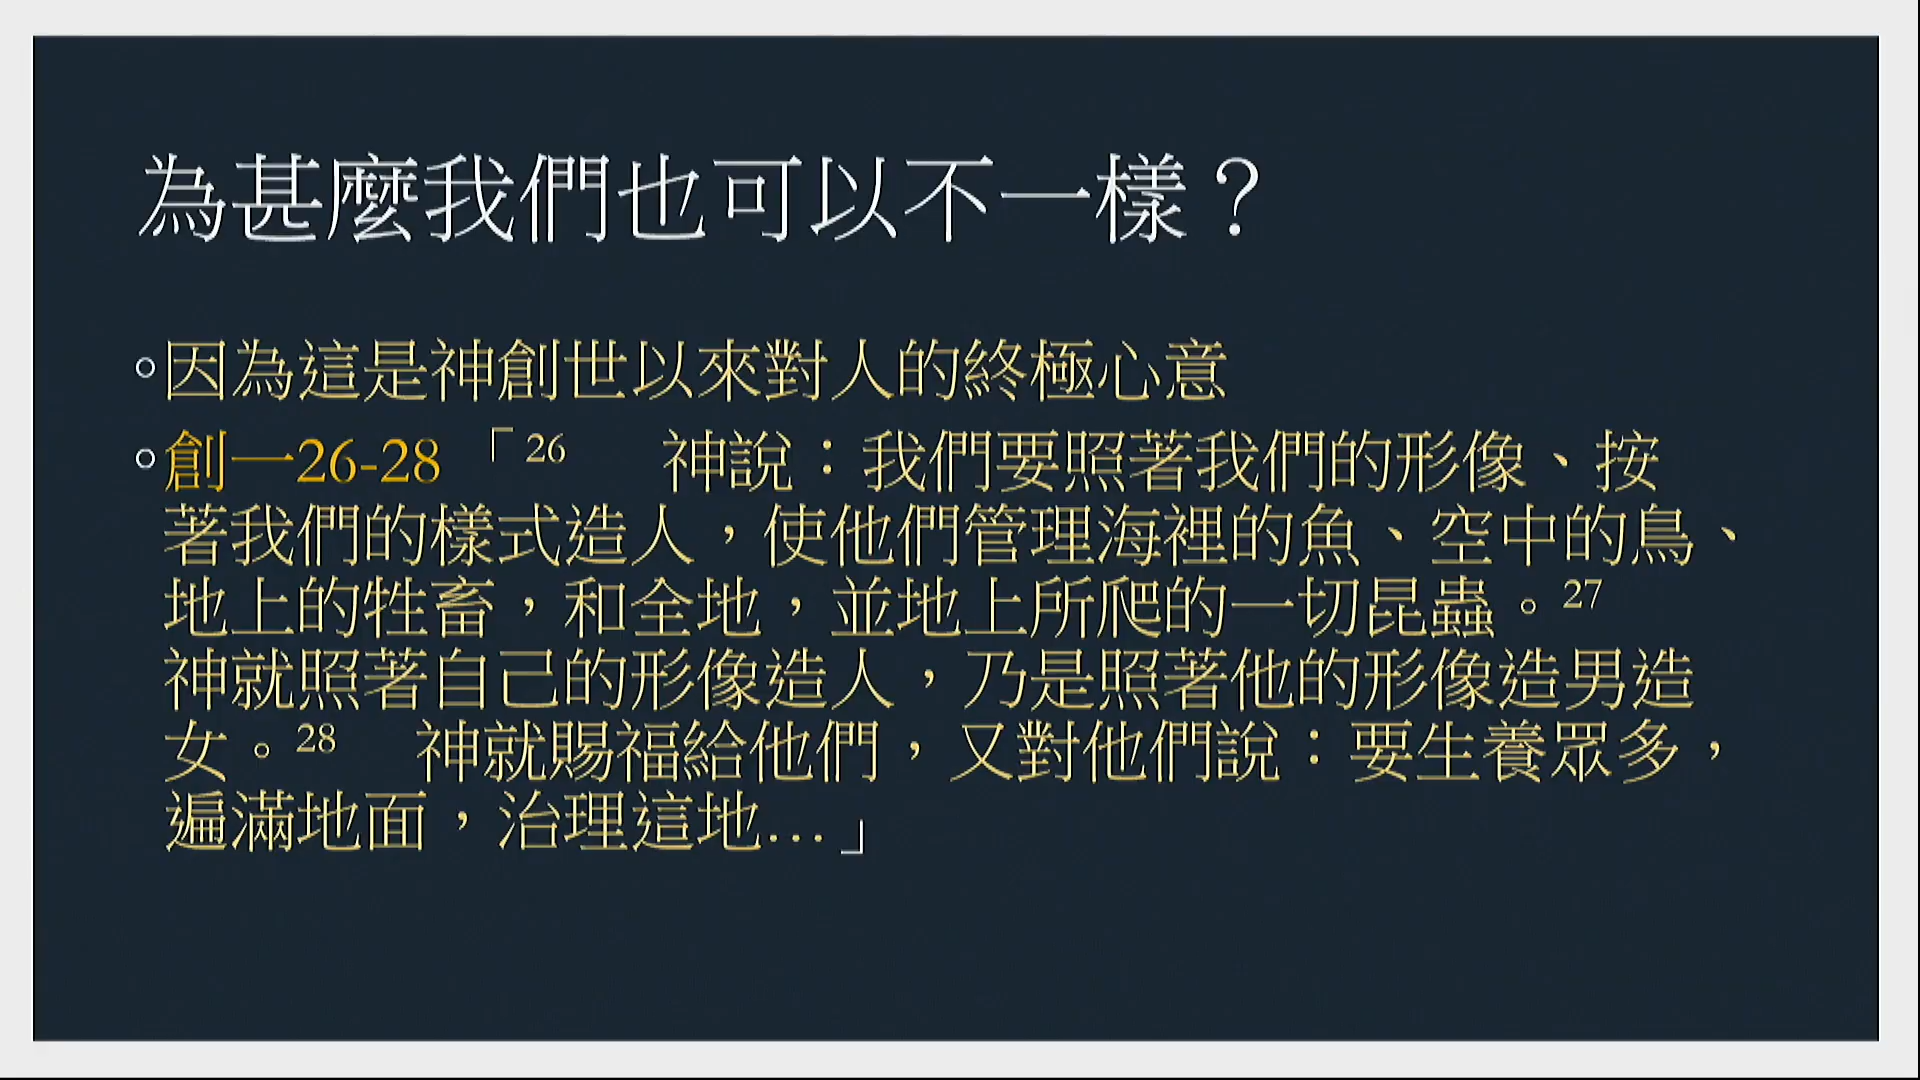 為甚麼我們也可以不一樣？
◦因為這是神創世以來對人的終極心意
◦創一26-28 「26　神說：我們要照著我們的形像、按
著我們的樣式造人，使他們管理海裡的魚、空中的鳥、
地上的牲畜，和全地，並地上所爬的一切昆蟲。27
神就照著自己的形像造人，乃是照著他的形像造男造
女。28　神就賜福給他們，又對他們說：要生養眾多，
遍滿地面，治理這地…」